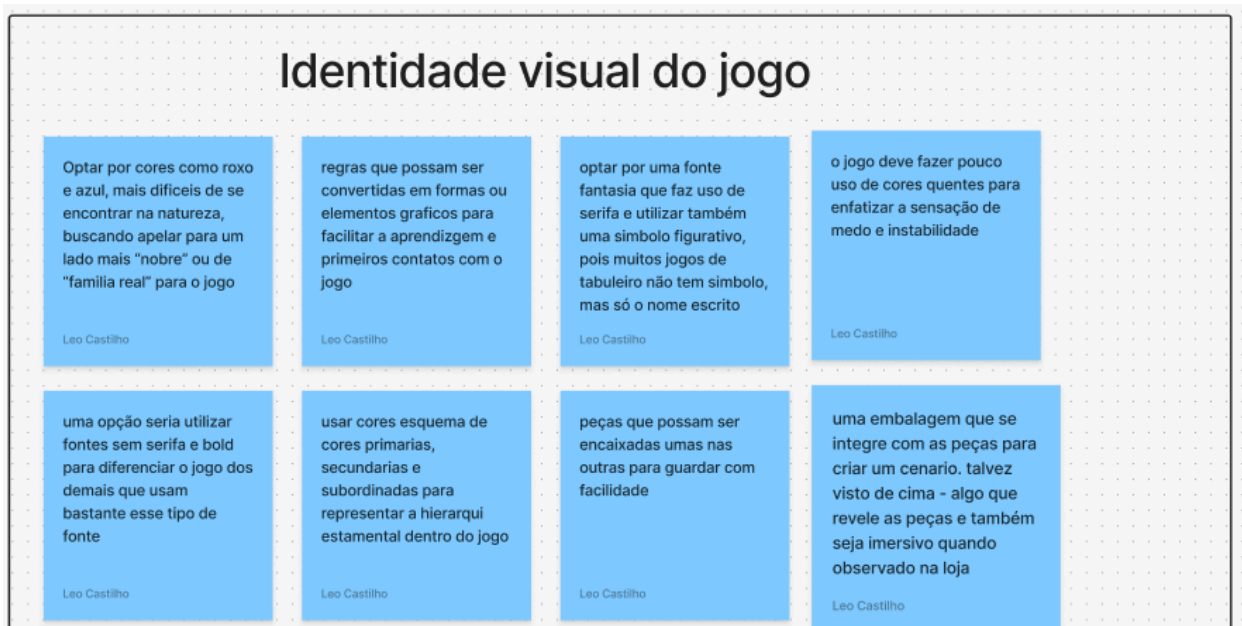 Identidade visual do jogo
Optar por cores como roxo
e azul, mais dificeis de se
encontrar na natureza,
buscando apelar para um
lado mais “nobre” ou de
“familia real” para o jogo
Leo Castilho
regras que possam ser
convertidas em formas ou
elementos graficos para
facilitar a aprendizgem e
primeiros contatos com o
jogo
Leo Castilho
optar por uma fonte
fantasia que faz uso de
serifa e utilizar também
uma simbolo figurativo,
pois muitos jogos de
tabuleiro não tem simbolo,
mas só o nome escrito
Leo Castilho
o jogo deve fazer pouco
uso de cores quentes para
enfatizar a sensação de
medo e instabilidade
Leo Castilho
uma opção seria utilizar
fontes sem serifa e bold
para diferenciar o jogo dos
demais que usam
bastante esse tipo de
fonte
Leo Castilho
usar cores esquema de
cores primarias,
secundarias e
subordinadas para
representar a hierarqui
estamental dentro do jogo
Leo Castilho
peças que possam ser
encaixadas umas nas
outras para guardar com
facilidade
Leo Castilho
uma embalagem que se
integre com as peças para
criar um cenario. talvez
visto de cima - algo que
revele as peças e também
seja imersivo quando
observado na loja
Leo Castilho